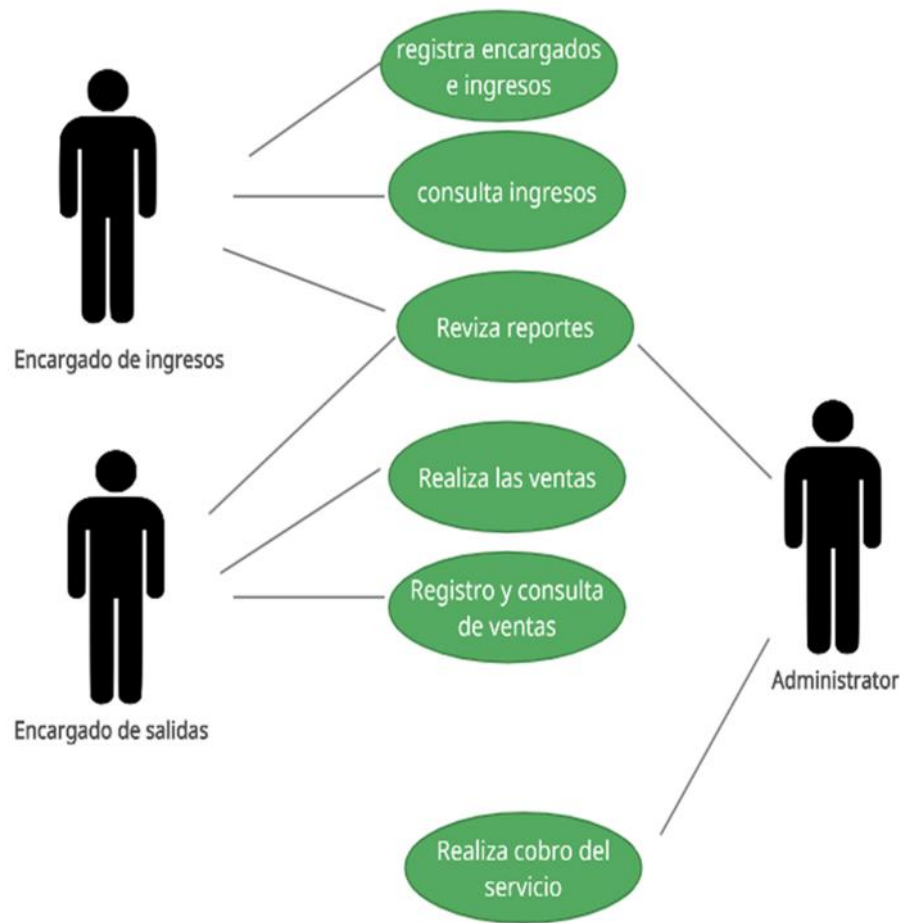 registra encargados
e ingresos
consulta ingresos
Reviza reportes
Encargado de ingresos
Realiza las ventas
Registro y consulta
de ventas
Administrator
Encargado de salidas
Realiza cobro del
servicio